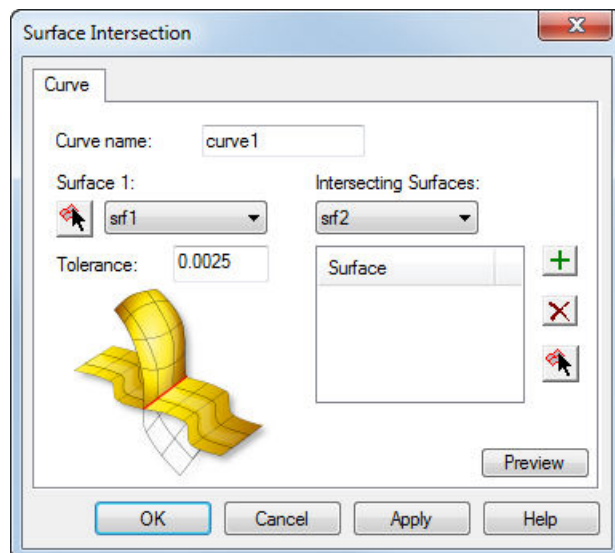 Surface Intersection
Curve
Curve name: curve1
Surface 1: Intersecting Surfaces:
srf1 srf2
Tolerance: 0.0025 Surface
Preview
OK Cancel Apply Help